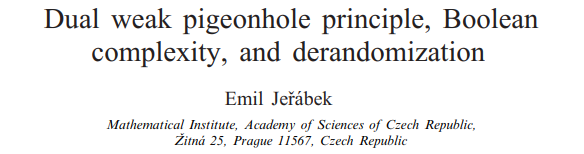 Dual weak pigeonhole principle, Boolean
complexity, and derandomization
Emil Jeřábek
Mathematical Institute, Academy of Sciences of Czech Republic,
Žitná 25, Prague 11567, Czech Republic